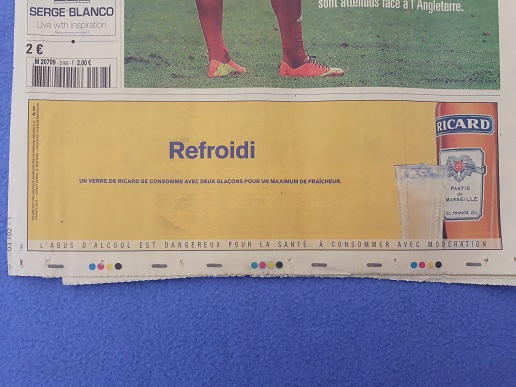 SERGE BLANCO
Live with inspiration
sont attendus face à l'Angleterre.
2 €
M 20709 F: 2,00 €
Refroidi
UN VERRE DE RICARD SE CONSOMME AVEC DEUX GLAÇONS POUR UN MAXIMUM DE FRAÎCHEUR.
RICARD
45
PASTIS
de
MARSEILLE
L'ABUS D'ALCOOL EST DANGEREUX POUR LA SANTÉ. À CONSOMMER AVEC MODÉRATION